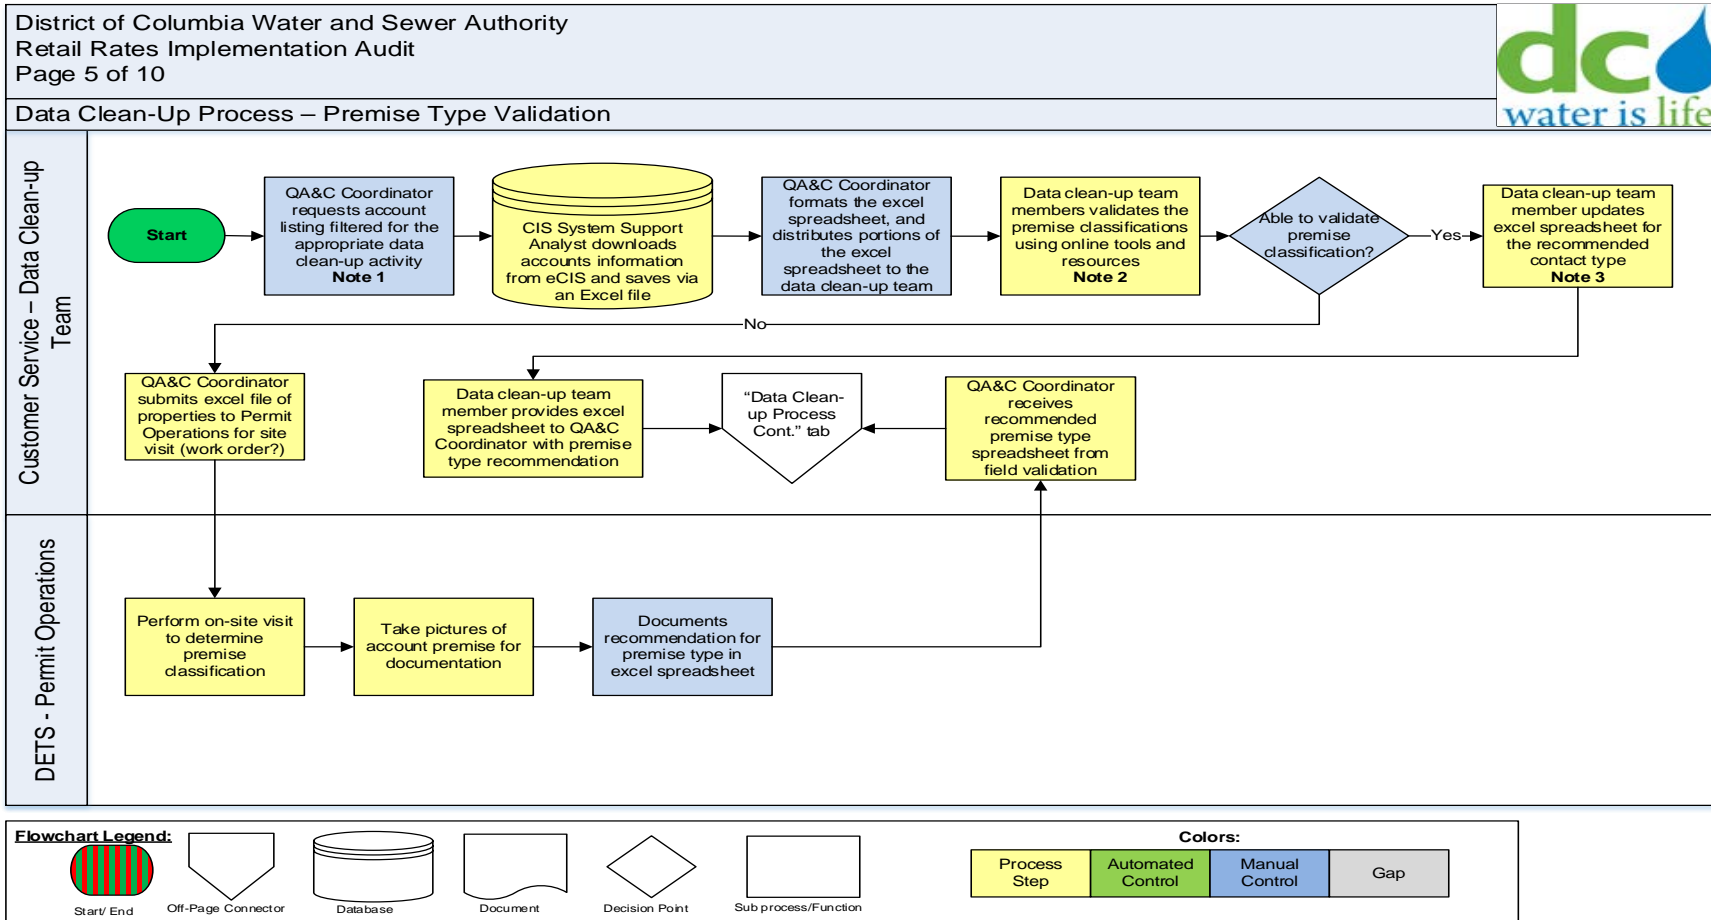 District of Columbia Water and Sewer Authority
Retail Rates Implementation Audit
Page 5 of 10
dc
water is life
Data Clean-Up Process – Premise Type Validation
Customer Service – Data Clean-up
Team
Start
QA&C Coordinator
requests account
listing filtered for the
appropriate data
clean-up activity
Note 1
CIS System Support
Analyst downloads
accounts information
from eCIS and saves via
an Excel file
QA&C Coordinator
formats the excel
spreadsheet, and
distributes portions of
the excel
spreadsheet to the
data clean-up team
Data clean-up team
members validates the
premise classifications
using online tools and
resources
Note 2
Able to validate
premise
classification?
Yes
Data clean-up team
member updates
excel spreadsheet for
the recommended
contact type
Note 3
No
QA&C Coordinator
submits excel file of
properties to Permit
Operations for site
visit (work order?)
Data clean-up team
member provides excel
spreadsheet to QA&C
Coordinator with premise
type recommendation
“Data Clean-
up Process
Cont.” tab
QA&C Coordinator
receives
recommended
premise type
spreadsheet from
field validation
DETS - Permit Operations
Perform on-site visit
to determine
premise
classification
Take pictures of
account premise for
documentation
Documents
recommendation for
premise type in
excel spreadsheet
Flowchart Legend:
Start/ End
Off-Page Connector
Database
Document
Decision Point
Sub process/Function
Colors:
Process
Step
Automated
Control
Manual
Control
Gap